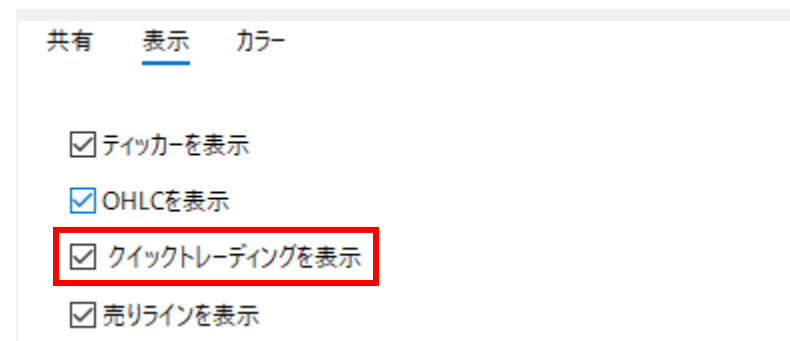 共有 表示 カラー
ティッカーを表示
OHLCを表示
クイックトレーディングを表示
売りラインを表示